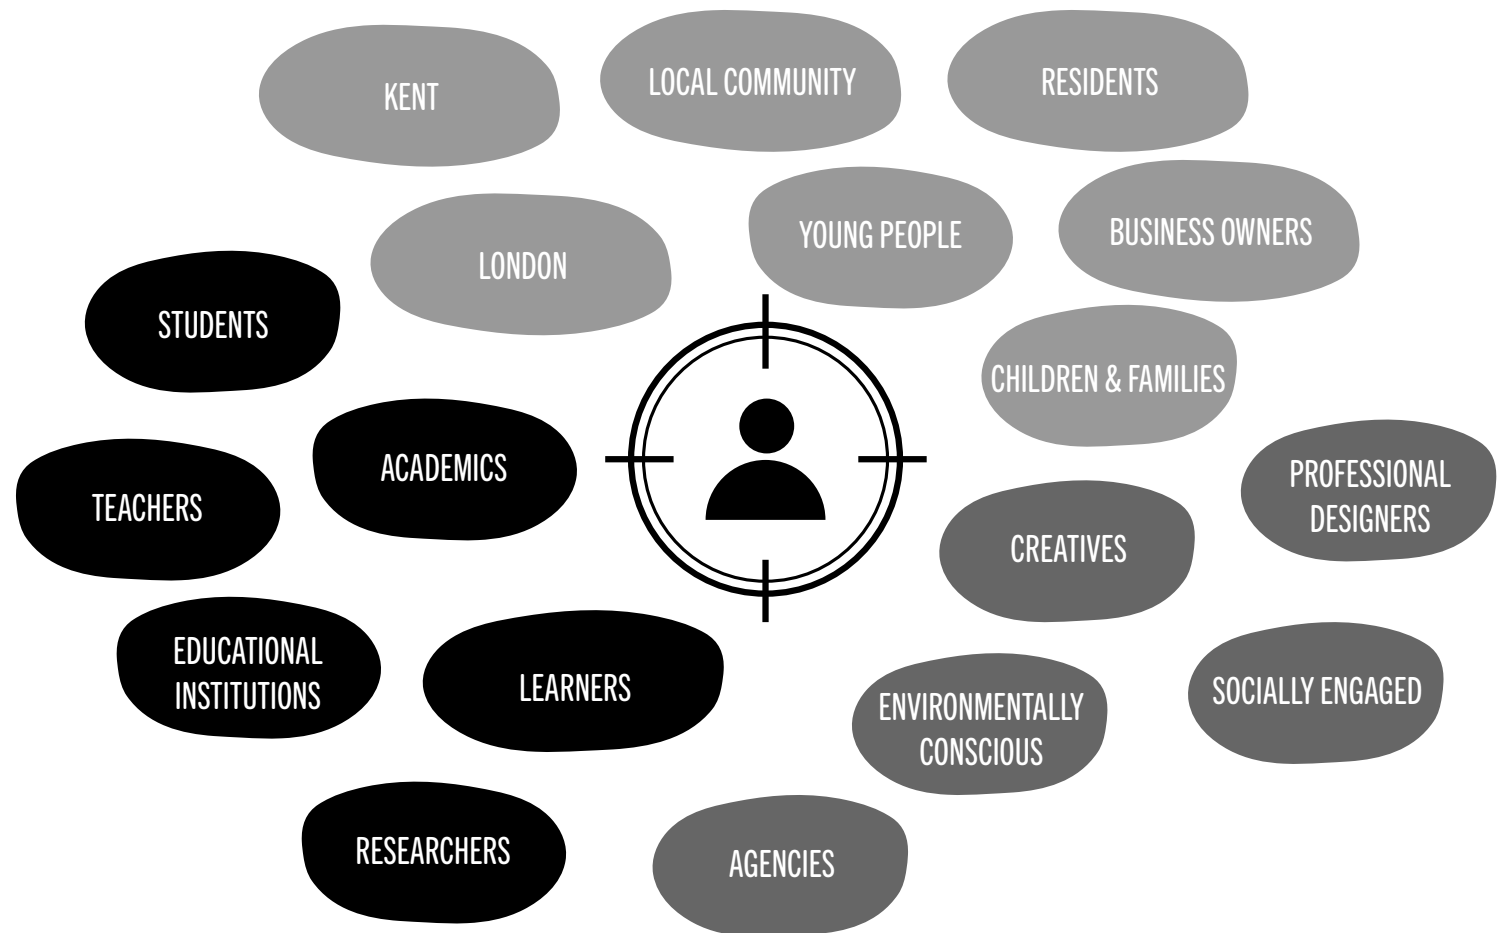 KENT
LOCAL COMMUNITY
RESIDENTS
LONDON
YOUNG PEOPLE
BUSINESS OWNERS
STUDENTS
CHILDREN & FAMILIES
TEACHERS
ACADEMICS
PROFESSIONAL
DESIGNERS
CREATIVES
EDUCATIONAL
INSTITUTIONS
LEARNERS
ENVIRONMENTALLY
CONSCIOUS
SOCIALLY ENGAGED
RESEARCHERS
AGENCIES